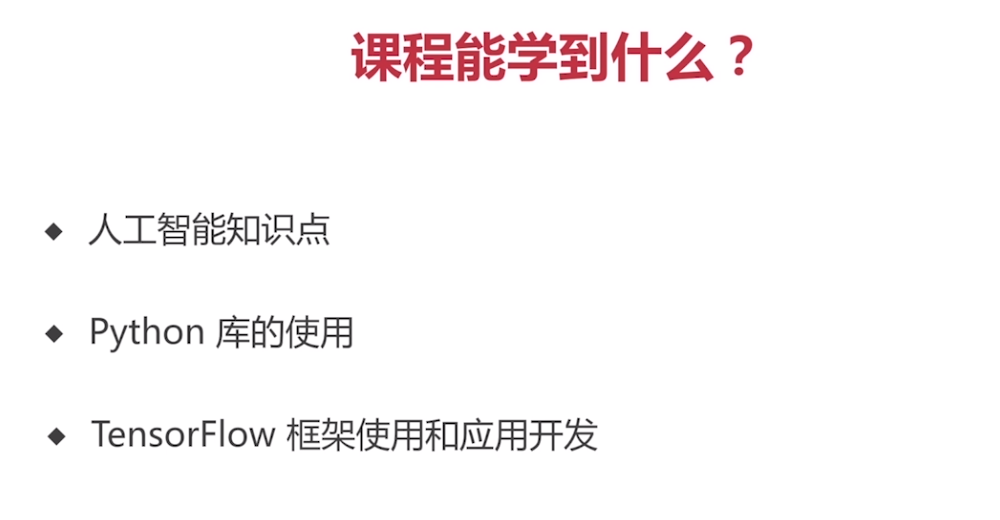 课程能学到什么？
◆ 人工智能知识点
◆ Python 库的使用
◆ TensorFlow 框架使用和应用开发